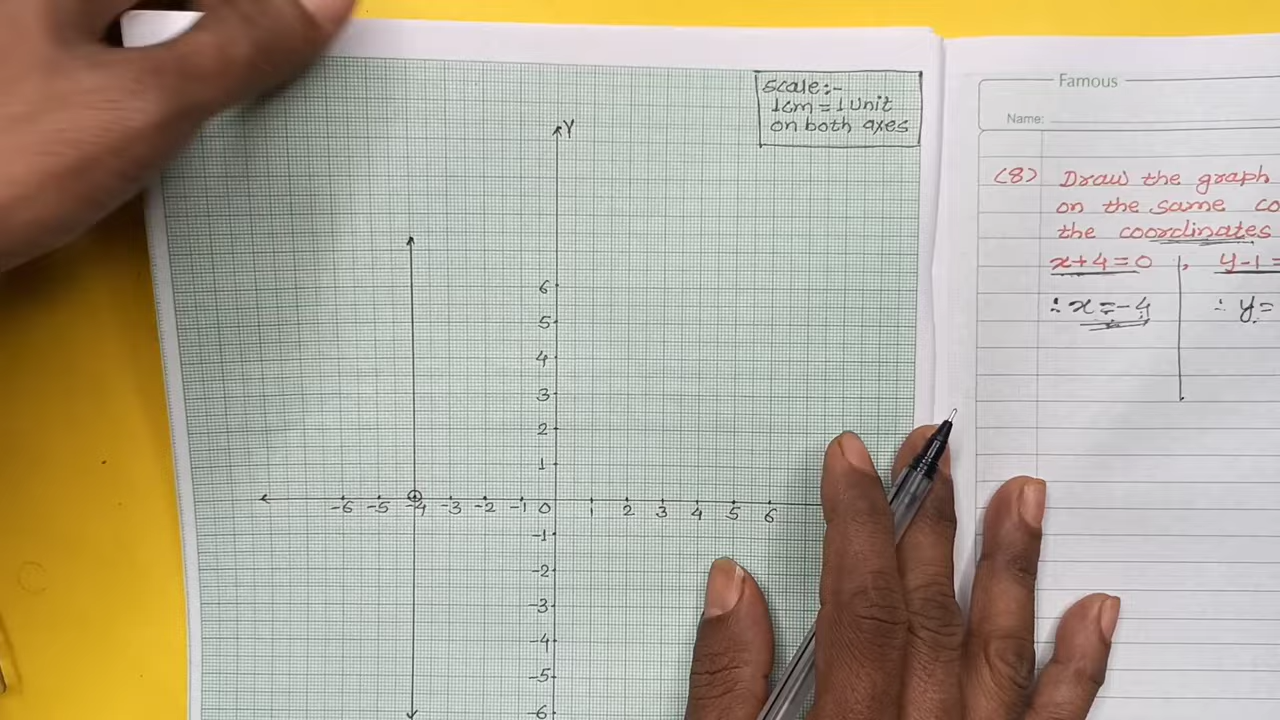 Scale:-
1cm = 1 Unit
on both axes
Y
6
5
4
3
2
1
-6 -5 -4 -3 -2 -1 0 1 2 3 4 5 6
-1
-2
-3
-4
-5
-6
Famous
Name:
(8) Draw the graph
on the same co
the coordinates
x+4=0 , y-1=
∴ x=-4 ∴ y=